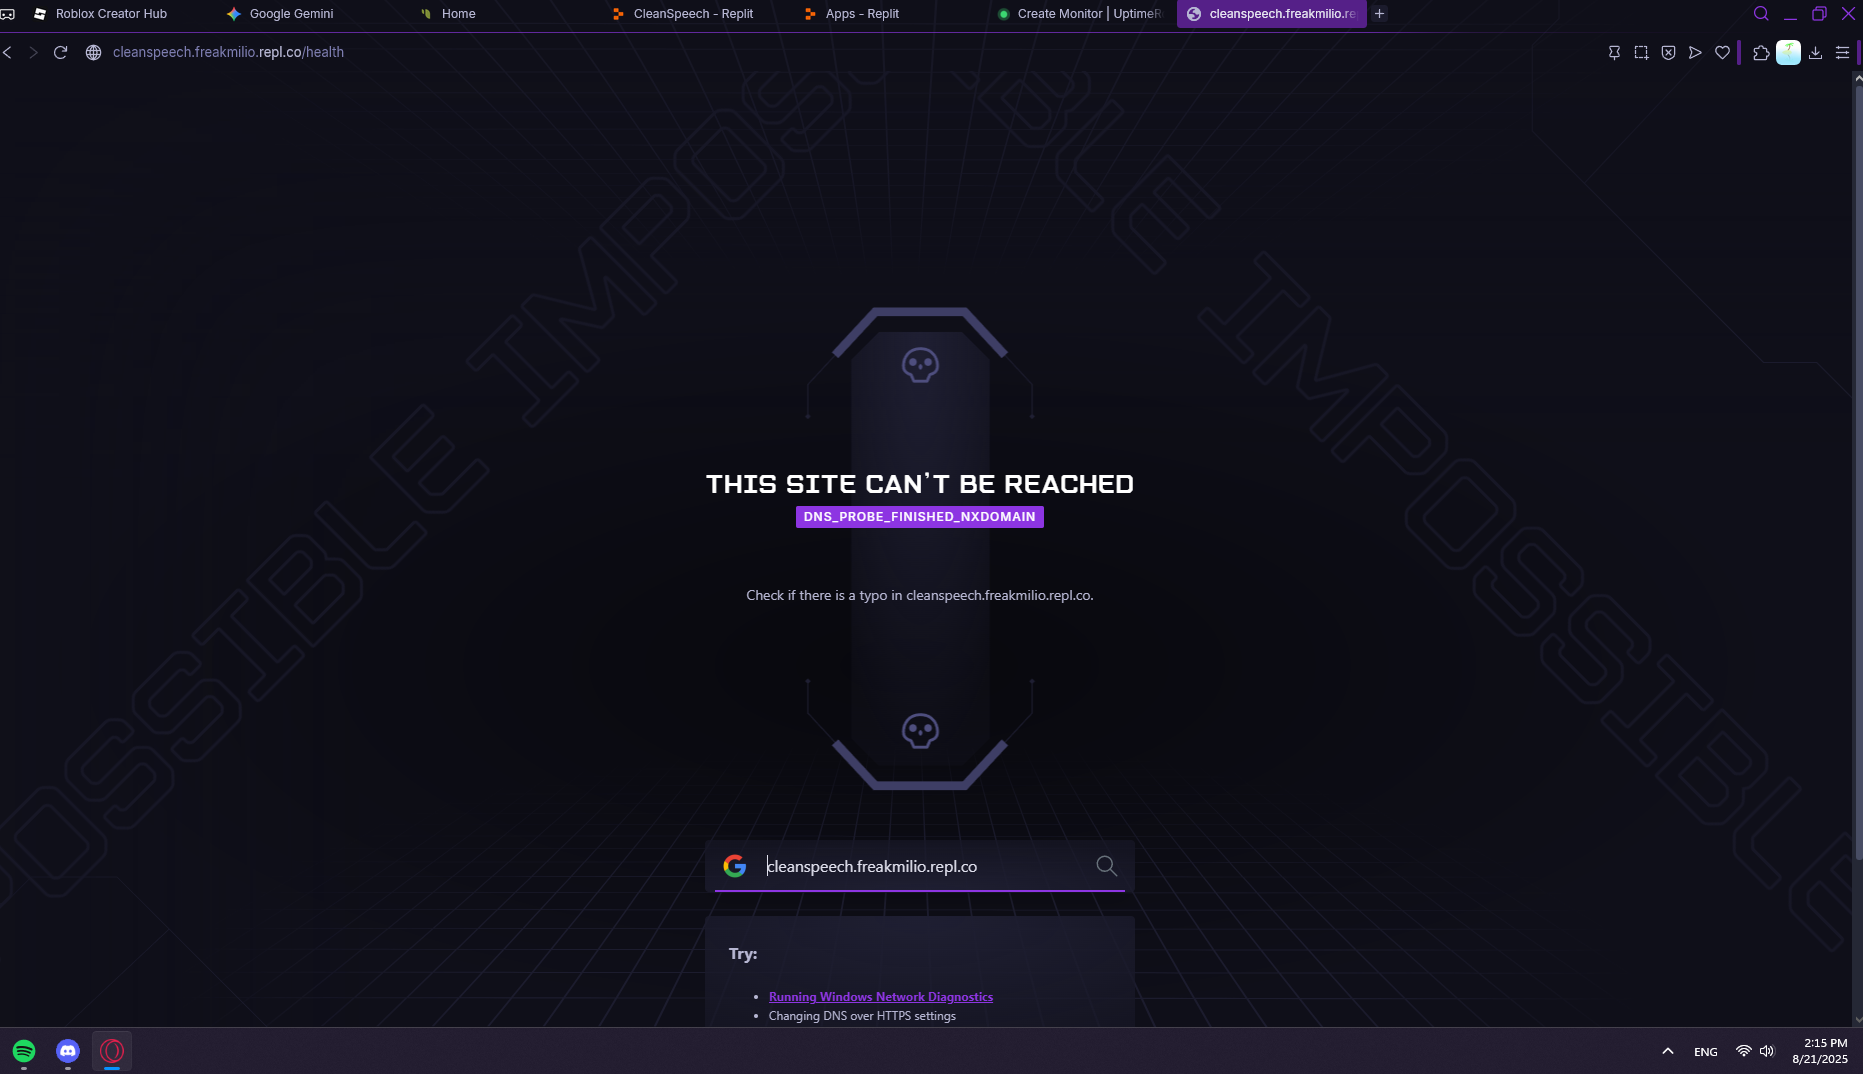 Roblox Creator Hub
Google Gemini
Home
CleanSpeech - Replit
Apps - Replit
Create Monitor | UptimeR
cleanspeech.freakmilio.re
cleanspeech.freakmilio.repl.co/health
IMPOSSIBLE IMPOS
IMPOSSIBLE
THIS SITE CAN'T BE REACHED
DNS_PROBE_FINISHED_NXDOMAIN
Check if there is a typo in cleanspeech.freakmilio.repl.co.
cleanspeech.freakmilio.repl.co
Try:
Running Windows Network Diagnostics
Changing DNS over HTTPS settings
ENG
2:15 PM
8/21/2025